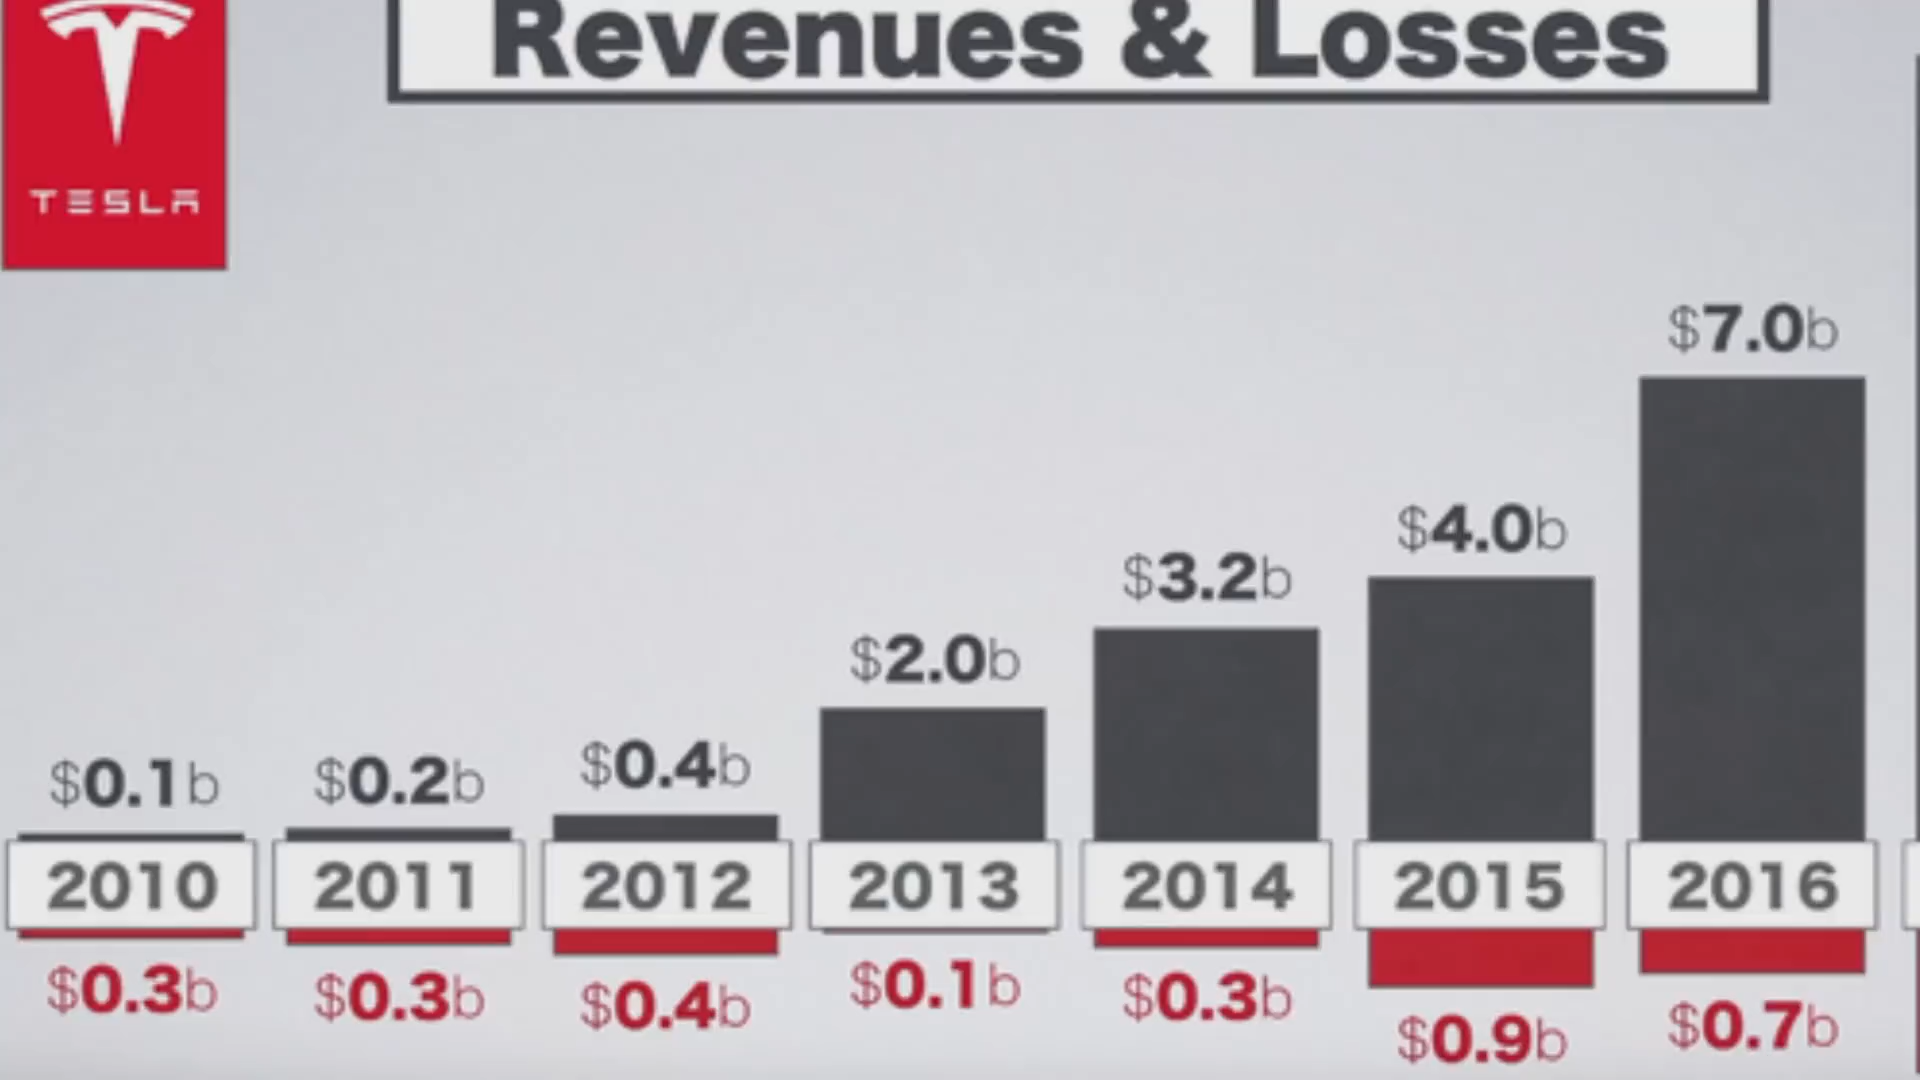 TESLA
Revenues & Losses
$0.1b $0.2b $0.4b $2.0b $3.2b $4.0b $7.0b
2010 2011 2012 2013 2014 2015 2016
$0.3b $0.3b $0.4b $0.1b $0.3b $0.9b $0.7b